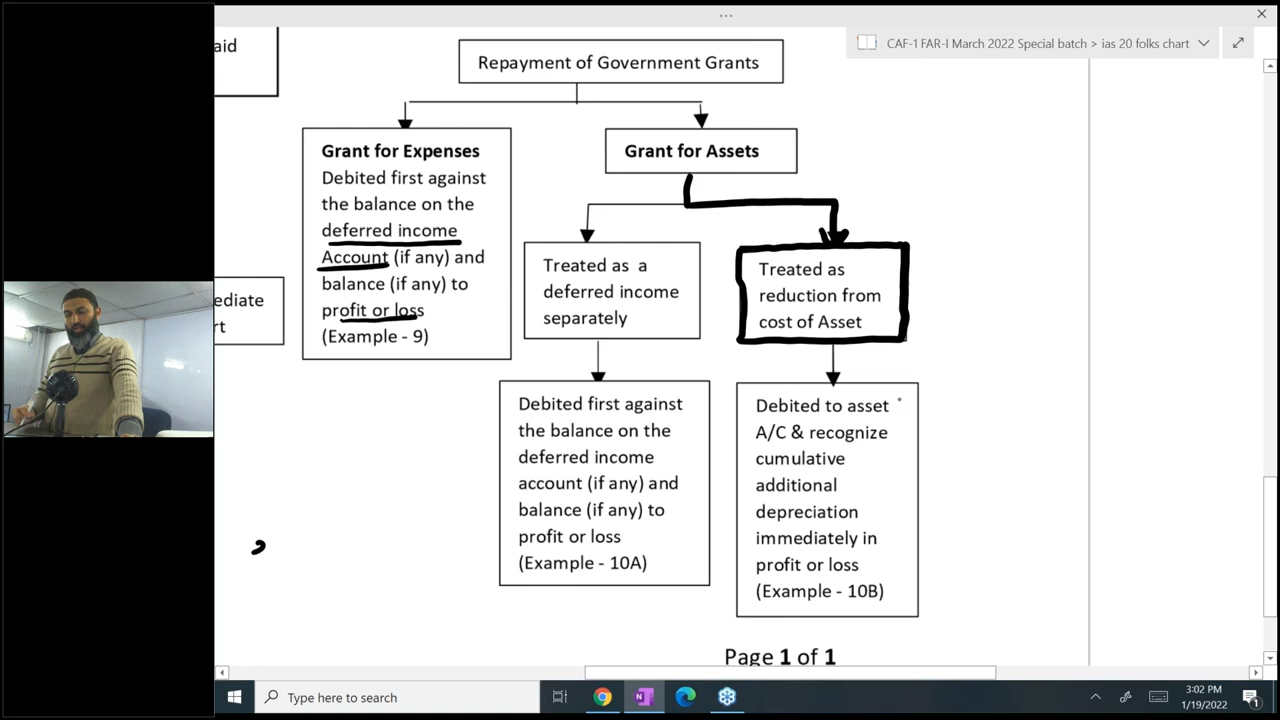 CAF-1 FAR-I March 2022 Special batch > ias 20 folks chart
aid
Repayment of Government Grants
Grant for Expenses
Debited first against
the balance on the
deferred income
Account (if any) and
balance (if any) to
profit or loss
(Example - 9)
Grant for Assets
ediate
rt
Treated as a
deferred income
separately
Treated as
reduction from
cost of Asset
Debited first against
the balance on the
deferred income
account (if any) and
balance (if any) to
profit or loss
(Example - 10A)
Debited to asset
A/C & recognize
cumulative
additional
depreciation
immediately in
profit or loss
(Example - 10B)
Page 1 of 1
Type here to search
3:02 PM
1/19/2022
1